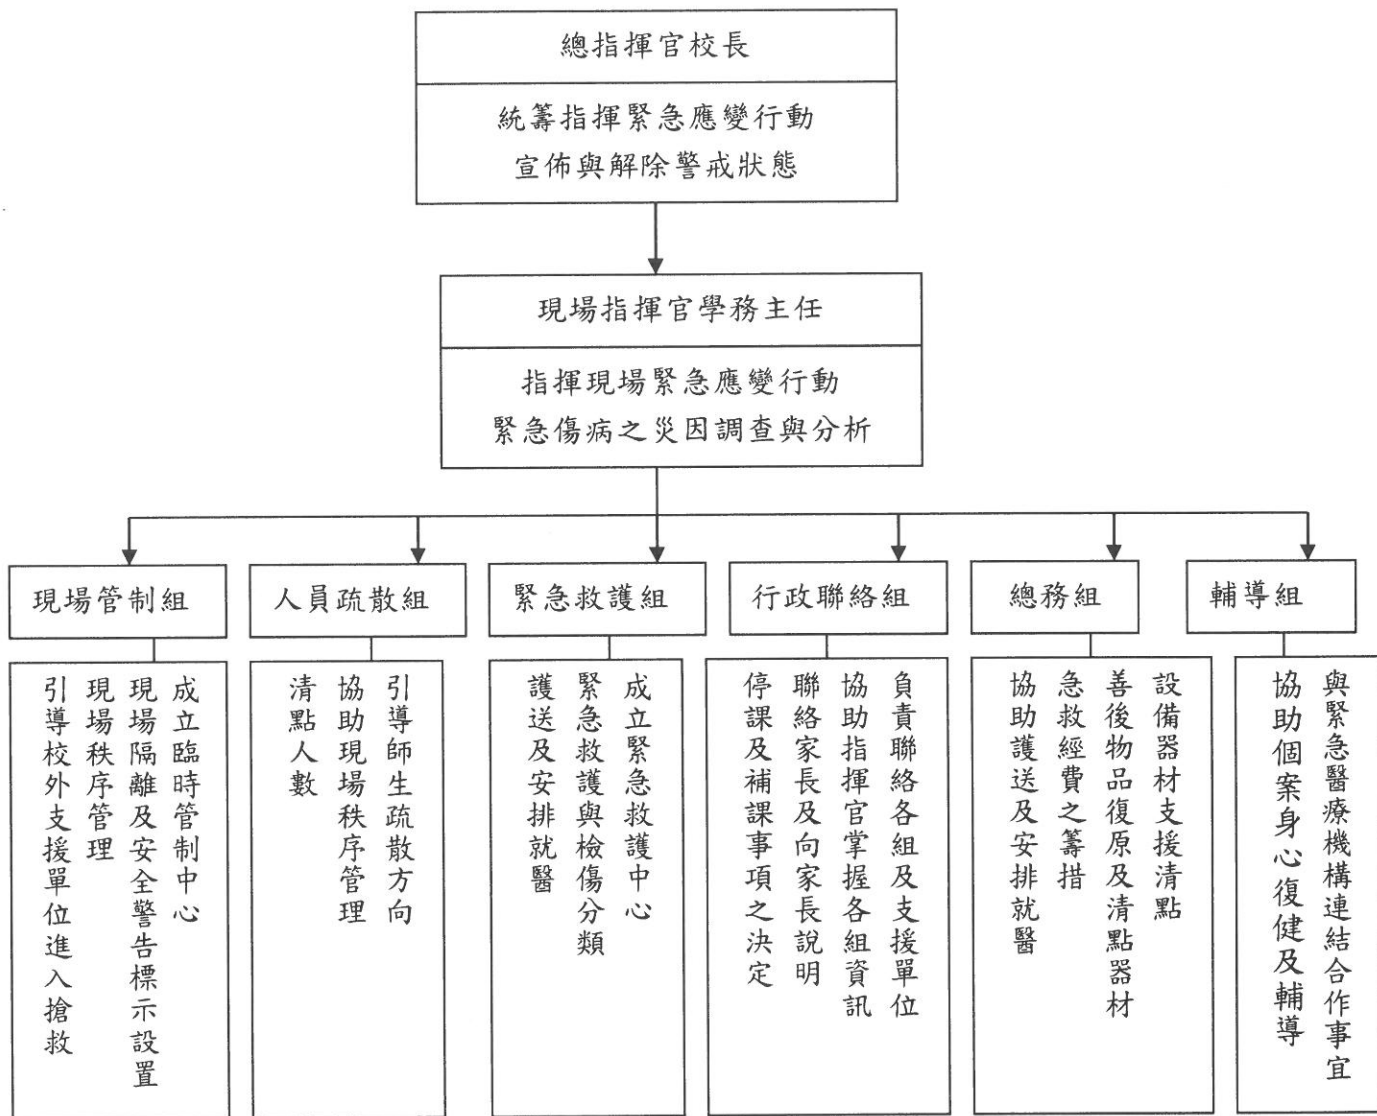 總指揮官校長
統籌指揮緊急應變行動
宣佈與解除警戒狀態
現場指揮官學務主任
指揮現場緊急應變行動
緊急傷病之災因調查與分析
現場管制組
人員疏散組
緊急救護組
行政聯絡組
總務組
輔導組
成立臨時管制中心
現場隔離及安全警告標示設置
現場秩序管理
引導校外支援單位進入搶救
引導師生疏散方向
協助現場秩序管理
清點人數
成立緊急救護中心
緊急救護與檢傷分類
護送及安排就醫
負責聯絡各組及支援單位
協助指揮官掌握各組資訊
聯絡家長及向家長說明
停課及補課事項之決定
設備器材支援清點
善後物品復原及清點器材
急救經費之籌措
協助護送及安排就醫
與緊急醫療機構連結合作事宜
協助個案身心復健及輔導